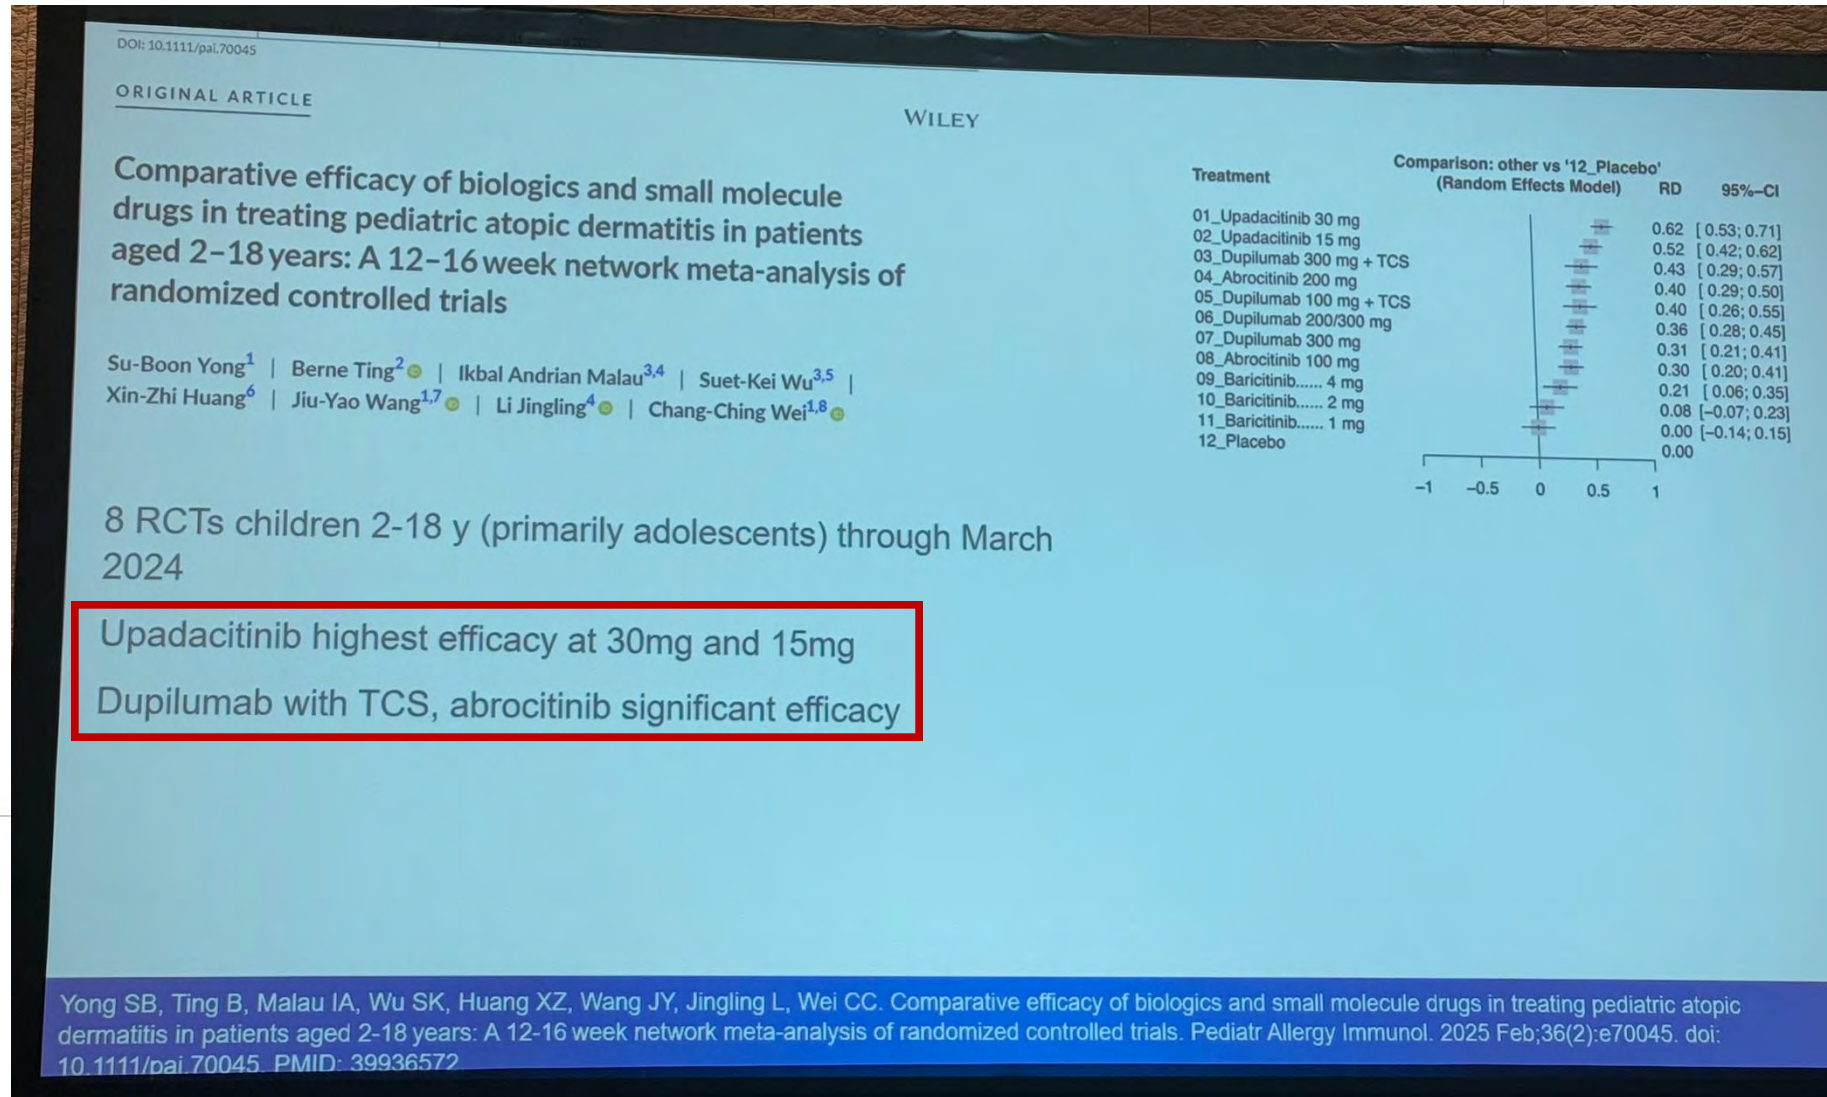 DOI: 10.1111/pai.70045
ORIGINAL ARTICLE
WILEY
Comparative efficacy of biologics and small molecule
drugs in treating pediatric atopic dermatitis in patients
aged 2–18 years: A 12–16 week network meta-analysis of
randomized controlled trials
Su-Boon Yong1 | Berne Ting2 | Ikbal Andrian Malau3,4 | Suet-Kei Wu3,5 |
Xin-Zhi Huang6 | Jiu-Yao Wang1,7 | Li Jingling4 | Chang-Ching Wei1,8
8 RCTs children 2-18 y (primarily adolescents) through March
2024
Upadacitinib highest efficacy at 30mg and 15mg
Dupilumab with TCS, abrocitinib significant efficacy
Comparison: other vs '12_Placebo'
Treatment (Random Effects Model) RD 95%–CI
01_Upadacitinib 30 mg 0.62 [0.53; 0.71]
02_Upadacitinib 15 mg 0.52 [0.42; 0.62]
03_Dupilumab 300 mg + TCS 0.43 [0.29; 0.57]
04_Abrocitinib 200 mg 0.40 [0.29; 0.50]
05_Dupilumab 100 mg + TCS 0.40 [0.26; 0.55]
06_Dupilumab 200/300 mg 0.36 [0.28; 0.45]
07_Dupilumab 300 mg 0.31 [0.21; 0.41]
08_Abrocitinib 100 mg 0.30 [0.20; 0.41]
09_Baricitinib...... 4 mg 0.21 [0.06; 0.35]
10_Baricitinib...... 2 mg 0.08 [–0.07; 0.23]
11_Baricitinib...... 1 mg 0.00 [–0.14; 0.15]
12_Placebo 0.00
–1 –0.5 0 0.5 1
Yong SB, Ting B, Malau IA, Wu SK, Huang XZ, Wang JY, Jingling L, Wei CC. Comparative efficacy of biologics and small molecule drugs in treating pediatric atopic
dermatitis in patients aged 2-18 years: A 12-16 week network meta-analysis of randomized controlled trials. Pediatr Allergy Immunol. 2025 Feb;36(2):e70045. doi:
10.1111/pai.70045. PMID: 39936572.